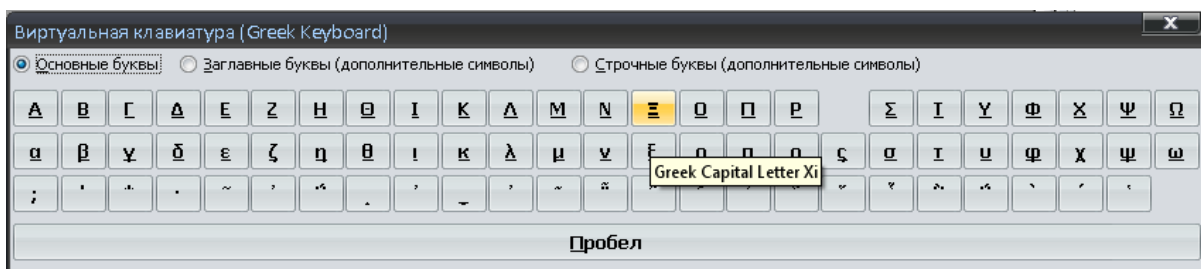 Виртуальная клавиатура (Greek Keyboard) x
Основные буквы Заглавные буквы (дополнительные символы) Строчные буквы (дополнительные символы)
Α Β Γ Δ Ε Ζ Η Θ Ι Κ Λ Μ Ν Ξ Ο Π Ρ Σ Τ Υ Φ Χ Ψ Ω
α β γ δ ε ζ η θ ι κ λ μ ν ξ ς σ τ υ φ χ ψ ω
Greek Capital Letter Xi
;
Пробел